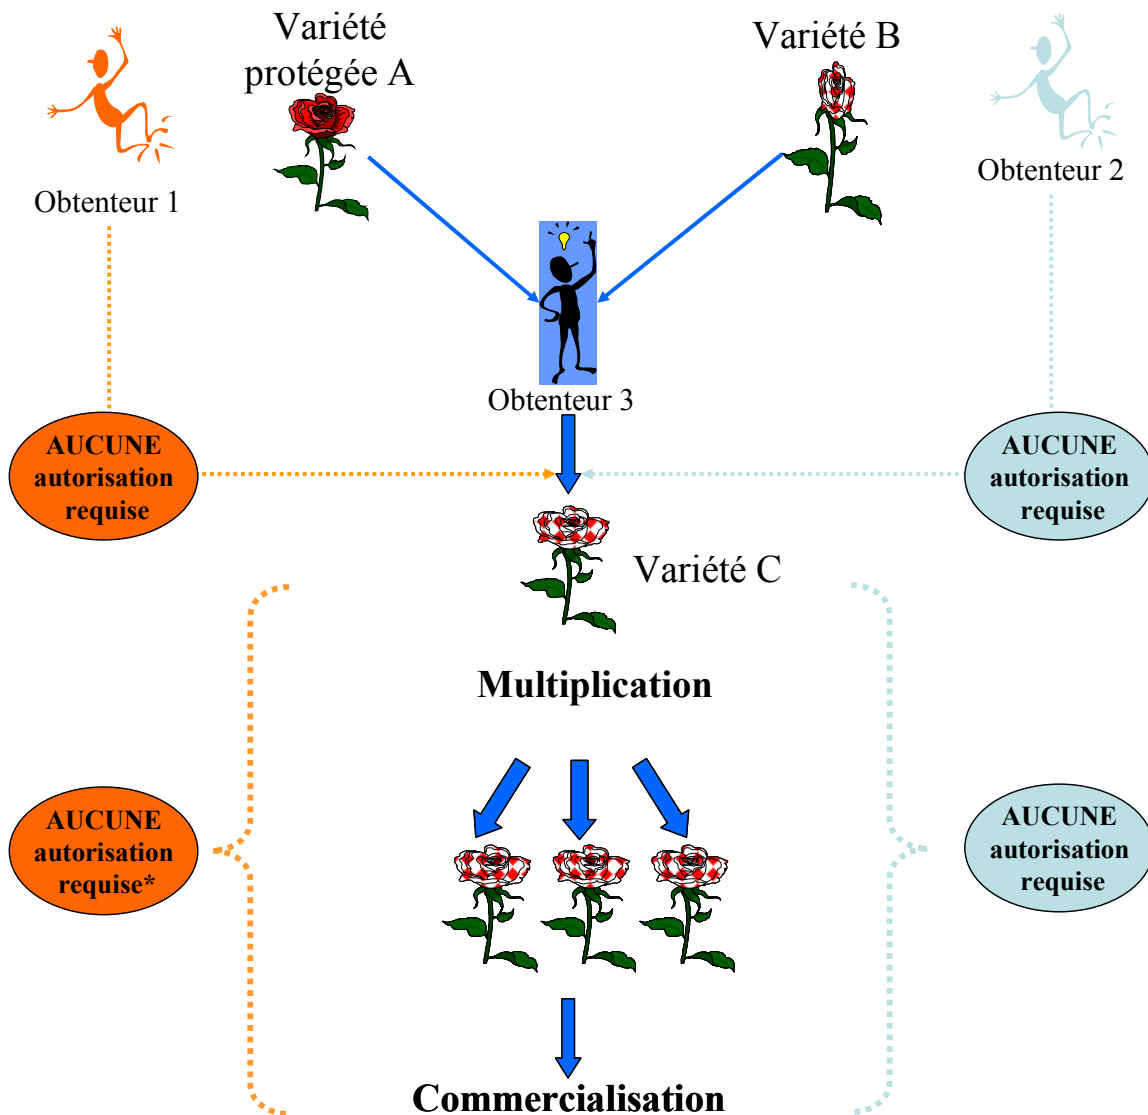 Variété
protégée A
Variété B
Obtenteur 1
Obtenteur 2
Obtenteur 3
AUCUNE
autorisation
requise
AUCUNE
autorisation
requise
Variété C
Multiplication
AUCUNE
autorisation
requise*
AUCUNE
autorisation
requise
Commercialisation